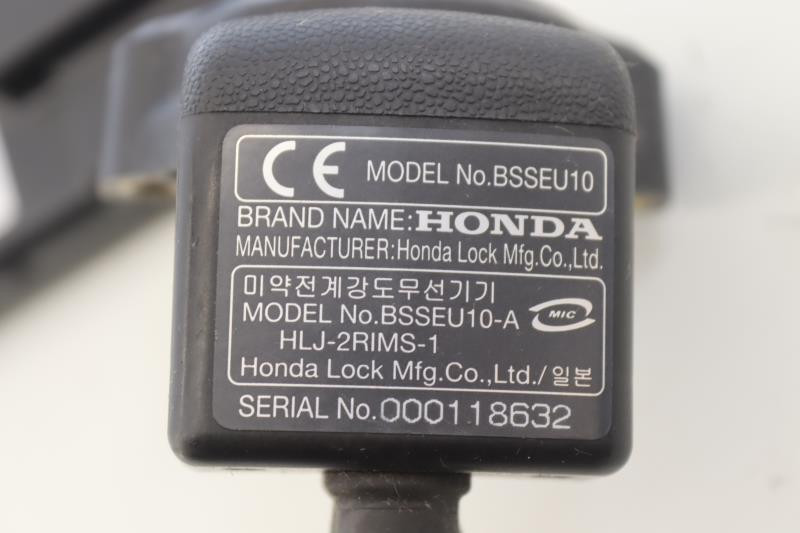 CE MODEL No.BSSEU10
BRAND NAME:HONDA
MANUFACTURER:Honda Lock Mfg.Co.,Ltd.
미약전계강도무선기기
MODEL No.BSSEU10-A MIC
HLJ-2RIMS-1
Honda Lock Mfg.Co.,Ltd./일본
SERIAL No.000118632